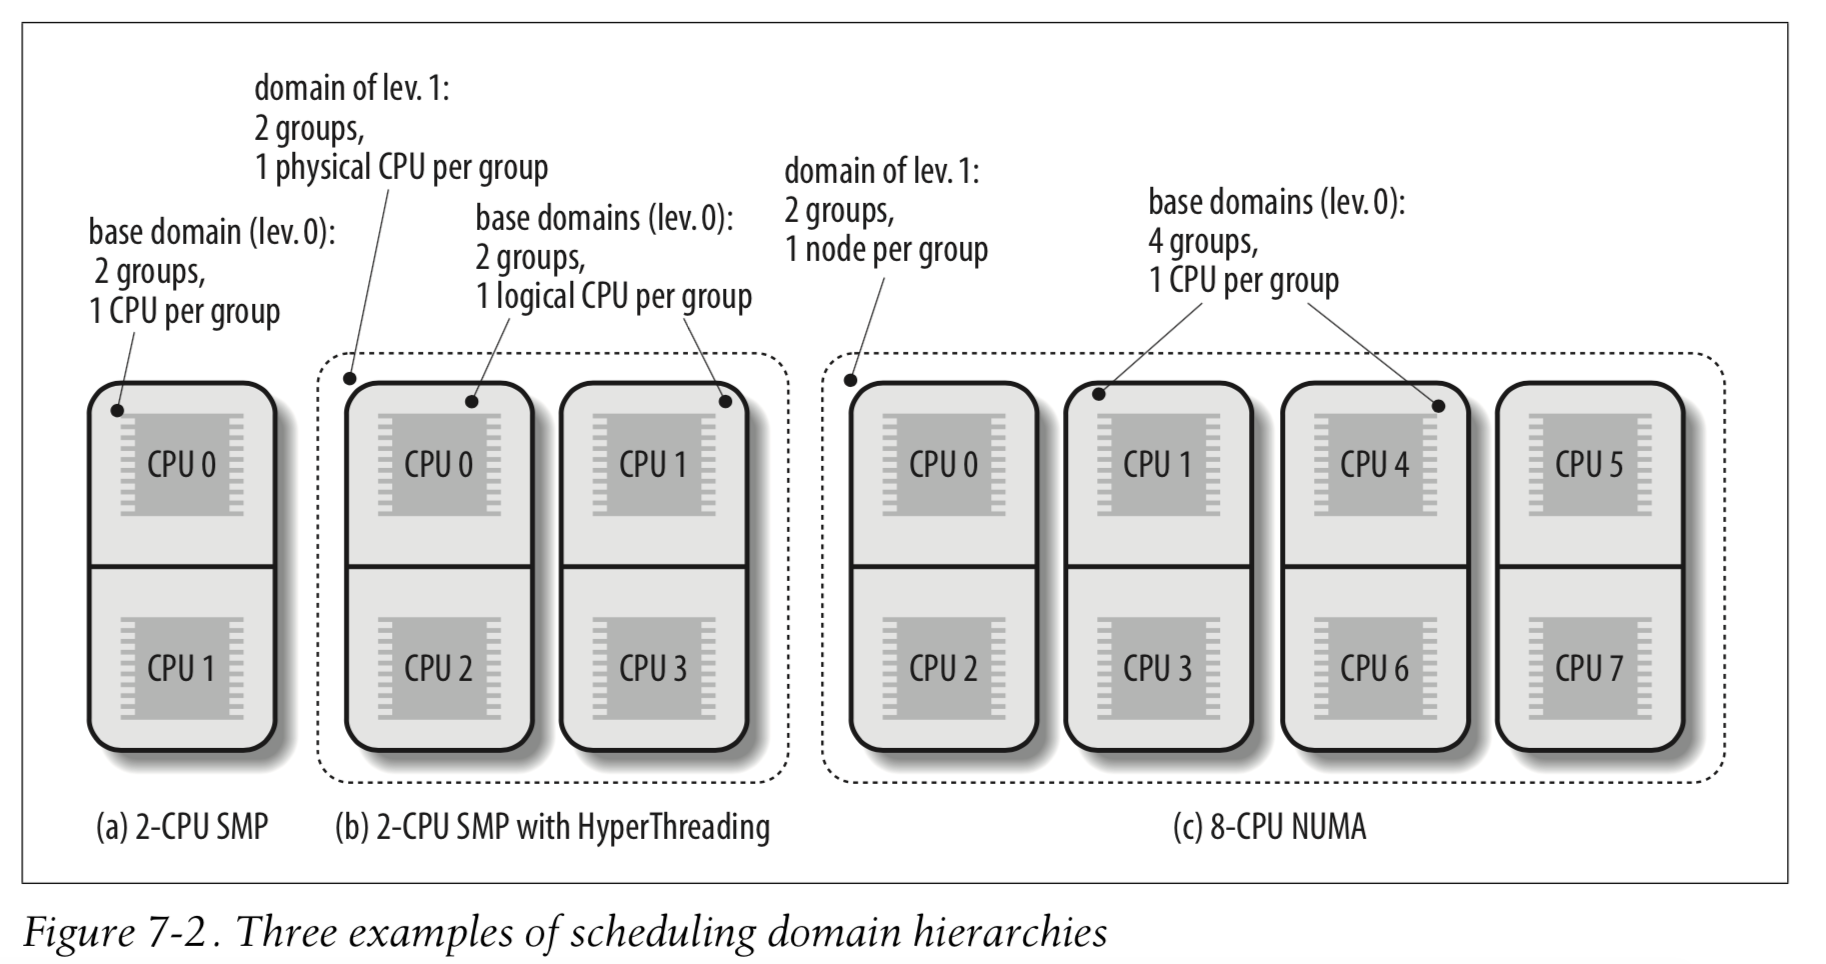 domain of lev. 1:
2 groups,
1 physical CPU per group
base domain (lev. 0):
2 groups,
1 CPU per group
base domains (lev. 0):
2 groups,
1 logical CPU per group
domain of lev. 1:
2 groups,
1 node per group
base domains (lev. 0):
4 groups,
1 CPU per group
CPU 0
CPU 1
CPU 0
CPU 1
CPU 2
CPU 3
CPU 0
CPU 1
CPU 4
CPU 5
CPU 2
CPU 3
CPU 6
CPU 7
(a) 2-CPU SMP
(b) 2-CPU SMP with HyperThreading
(c) 8-CPU NUMA
Figure 7-2. Three examples of scheduling domain hierarchies